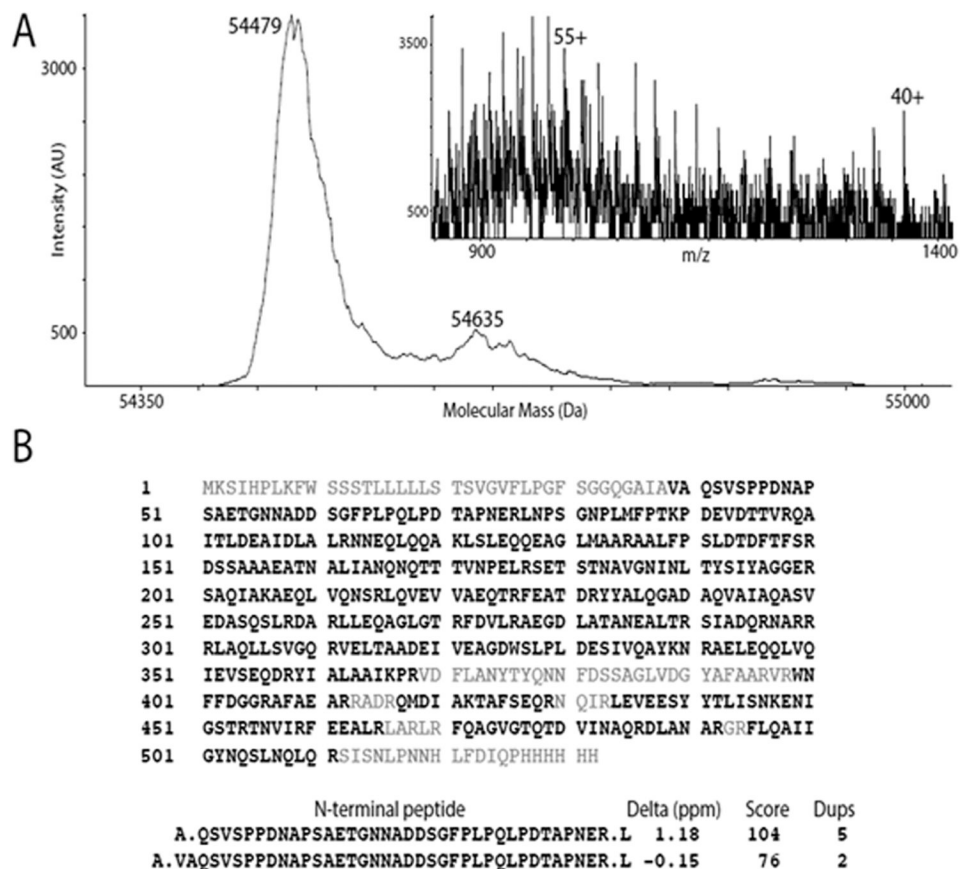 A
54479
3000
Intensity (AU)
500
54635
3500
500
55+
40+
900
m/z
1400
54350
Molecular Mass (Da)
55000
B
1 MKSIHPLKFW SSSTLLLLLS TSVGVFLPGF SGGQGAIAVA QSVSPPDNAP
51 SAETGNNADD SGFPLPQLPD TAPNERLNPS GNPLMFPTKP DEVDTTVRQA
101 ITLDEAIDLA LRNNEQLQQA KLSLEQQEAG LMAARAALFP SLDTDFTFSR
151 DSSAAAEATN ALIANQNQTT TVNPELRSET STNAVGNINL TYSIYAGGER
201 SAQIAKAEQL VQNSRLQVEV VAEQTRFEAT DRYYALQGAD AQVAIAQASV
251 EDASQSLRDA RLLEQAGLGT RFDVLRAEGD LATANEALTR SIADQRNARR
301 RLAQLLSVGQ RVELTAADEI VEAGDWSLPL DESIVQAYKN RAELEQQLVQ
351 IEVSEQDRYI ALAAIKPRVD FLANYTYQNN FDSSAGLVDG YAFAARVRWN
401 FFDGGRAFAE ARRADRQMDI AKTAFSEQRN QIRLEVEESY YTLISNKENI
451 GSTRTNVIRF EEALRLARLR FQAGVGTQTD VINAQRDLAN ARGRFLQAII
501 GYNQSLNQLQ RSISNLPNNH LFDIQPHHHH HH
N-terminal peptide Delta (ppm) Score Dups
A.QSVSPPDNAPSAETGNNADDSGFPLPQLPDTAPNER.L 1.18 104 5
A.VAQSVSPPDNAPSAETGNNADDSGFPLPQLPDTAPNER.L -0.15 76 2